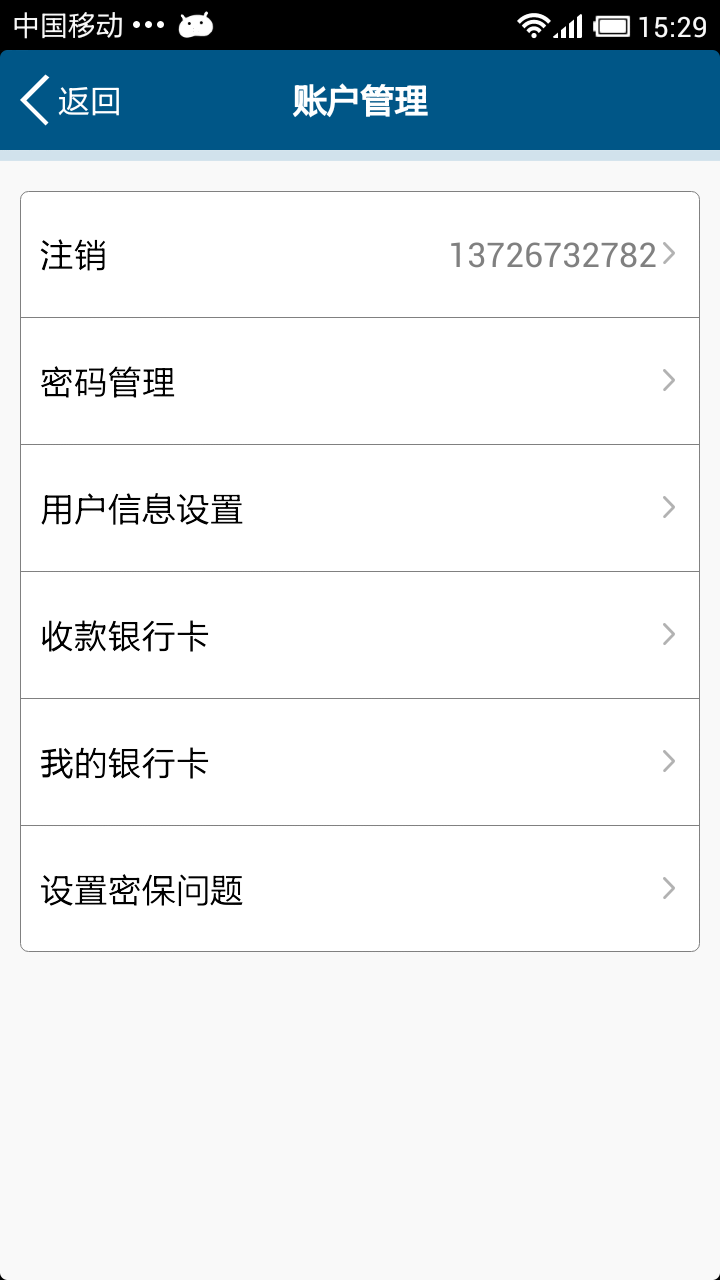 中国移动 ••• 15:29
返回 账户管理
注销 13726732782
密码管理
用户信息设置
收款银行卡
我的银行卡
设置密保问题